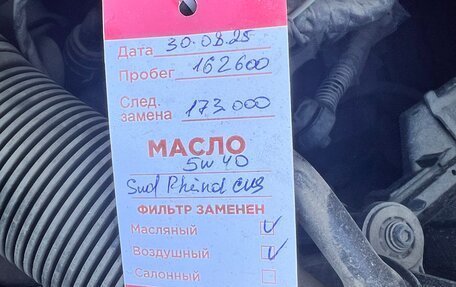 Дата 30.08.25
Пробег 162600
След.
замена 173.000
МАСЛО
5w40
ФИЛЬТР ЗАМЕНЕН
Масляный
Воздушный
Салонный